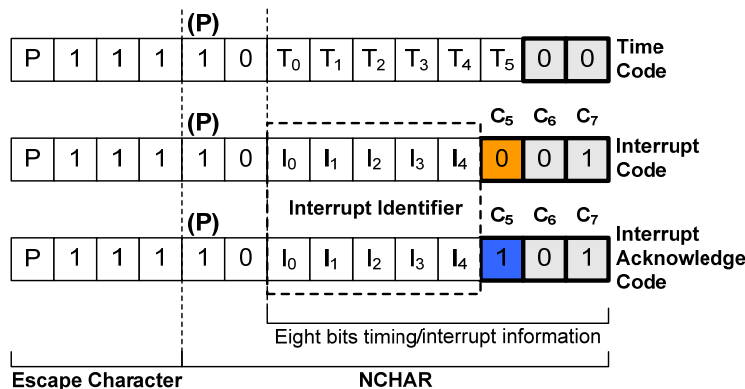 (P)
P 1 1 1 1 0 T0 T1 T2 T3 T4 T5 0 0 Time Code
(P) C5 C6 C7
P 1 1 1 1 0 I0 I1 I2 I3 I4 0 0 1 Interrupt Code
Interrupt Identifier
(P) C5 C6 C7
P 1 1 1 1 0 I0 I1 I2 I3 I4 1 0 1 Interrupt Acknowledge Code
Eight bits timing/interrupt information
Escape Character NCHAR